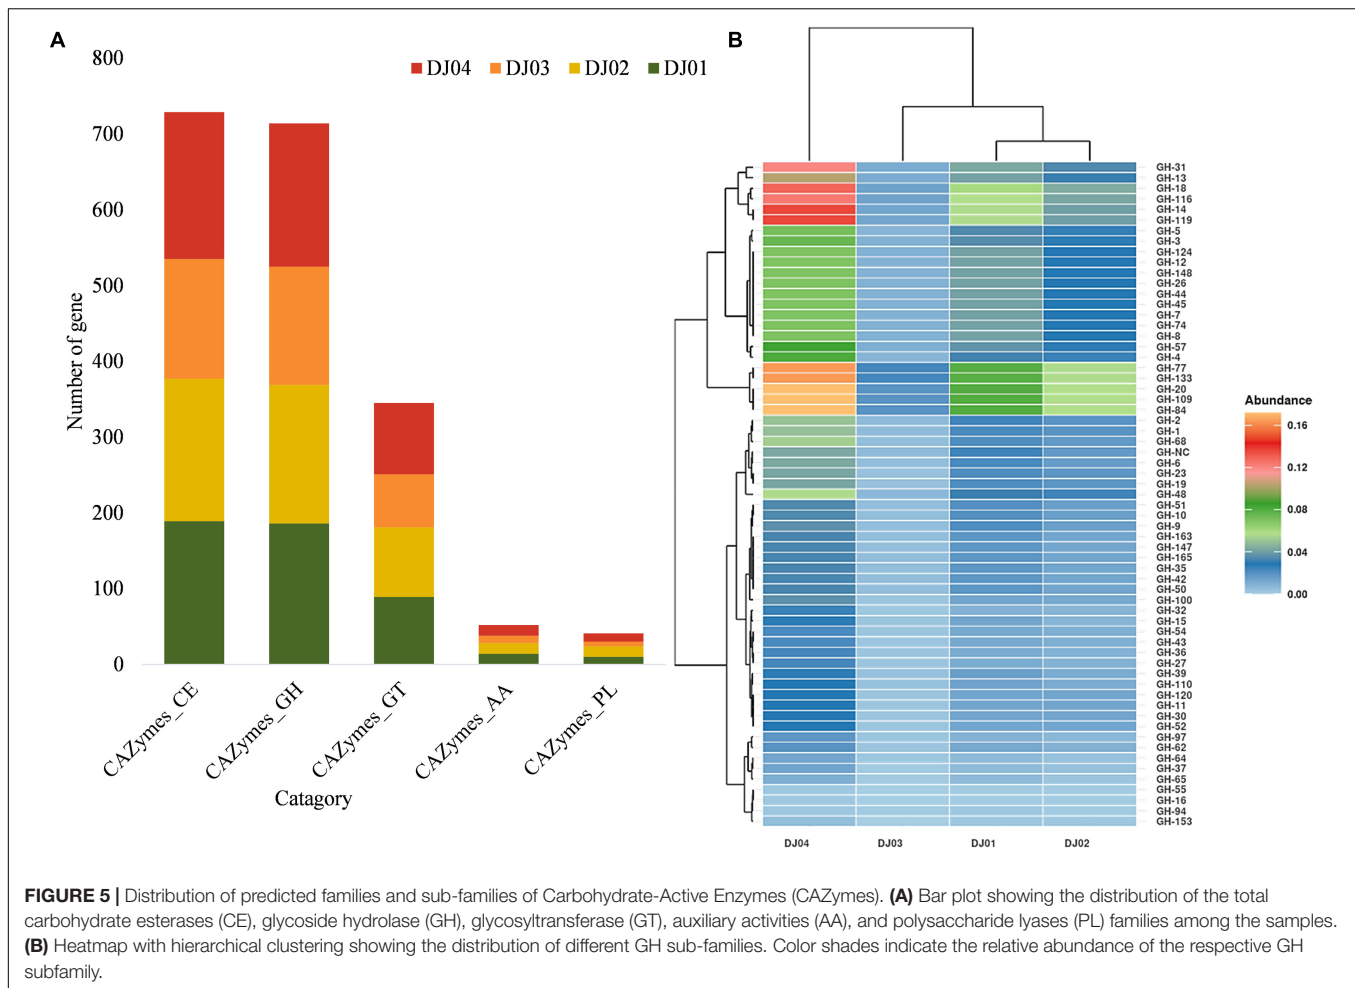 A
800
700
600
500
400
300
200
100
0
Number of gene
DJ04 DJ03 DJ02 DJ01
CAZymes_CE
CAZymes_GH
CAZymes_GT
CAZymes_AA
CAZymes_PL
Catagory
B
GH-31
GH-13
GH-18
GH-116
GH-14
GH-119
GH-5
GH-3
GH-124
GH-12
GH-148
GH-26
GH-44
GH-45
GH-7
GH-74
GH-8
GH-57
GH-4
GH-77
GH-133
GH-20
GH-109
GH-84
GH-2
GH-1
GH-68
GH-NC
GH-6
GH-23
GH-19
GH-48
GH-51
GH-10
GH-9
GH-163
GH-147
GH-165
GH-35
GH-42
GH-50
GH-100
GH-32
GH-15
GH-54
GH-43
GH-36
GH-27
GH-39
GH-110
GH-120
GH-11
GH-30
GH-52
GH-97
GH-62
GH-64
GH-37
GH-65
GH-55
GH-16
GH-94
GH-153
DJ04 DJ03 DJ01 DJ02
Abundance
0.16
0.12
0.08
0.04
0.00
FIGURE 5 | Distribution of predicted families and sub-families of Carbohydrate-Active Enzymes (CAZymes). (A) Bar plot showing the distribution of the total
carbohydrate esterases (CE), glycoside hydrolase (GH), glycosyltransferase (GT), auxiliary activities (AA), and polysaccharide lyases (PL) families among the samples.
(B) Heatmap with hierarchical clustering showing the distribution of different GH sub-families. Color shades indicate the relative abundance of the respective GH
subfamily.